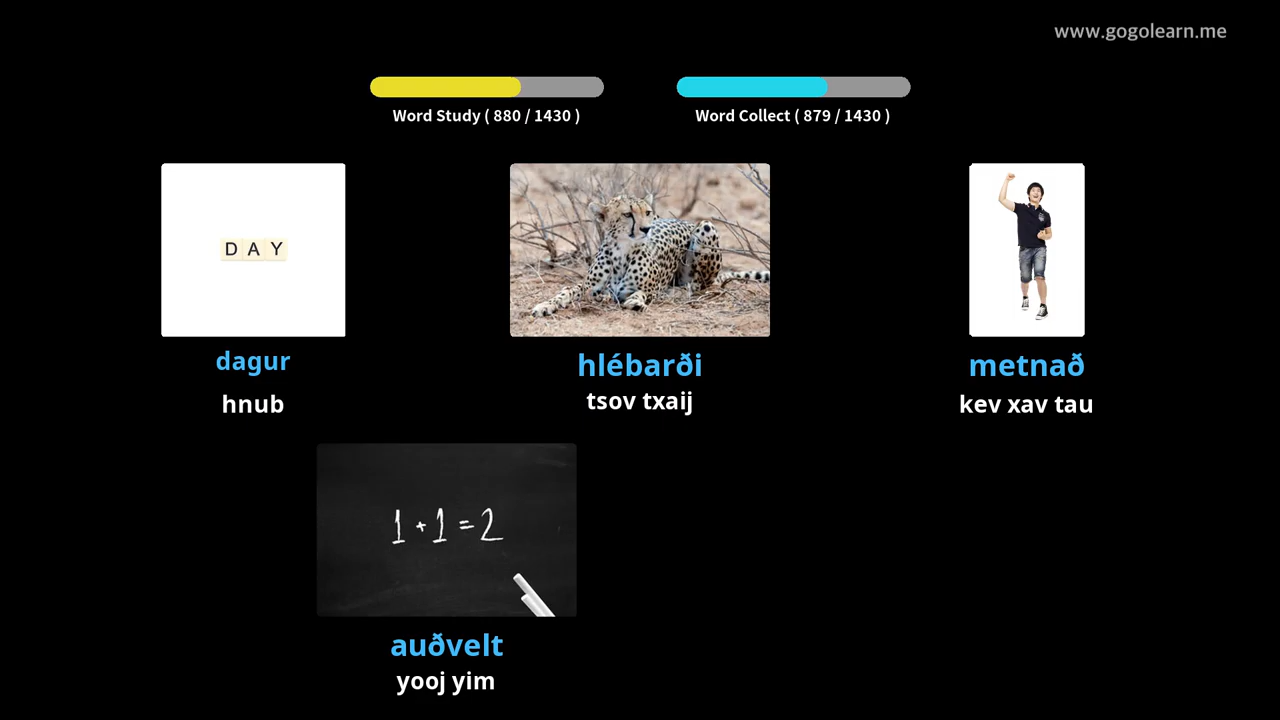 www.gogolearn.me
Word Study ( 880 / 1430 )
Word Collect ( 879 / 1430 )
DAY
dagur
hnub
hlébarði
tsov txaij
metnað
kev xav tau
1 + 1 = 2
auðvelt
yooj yim